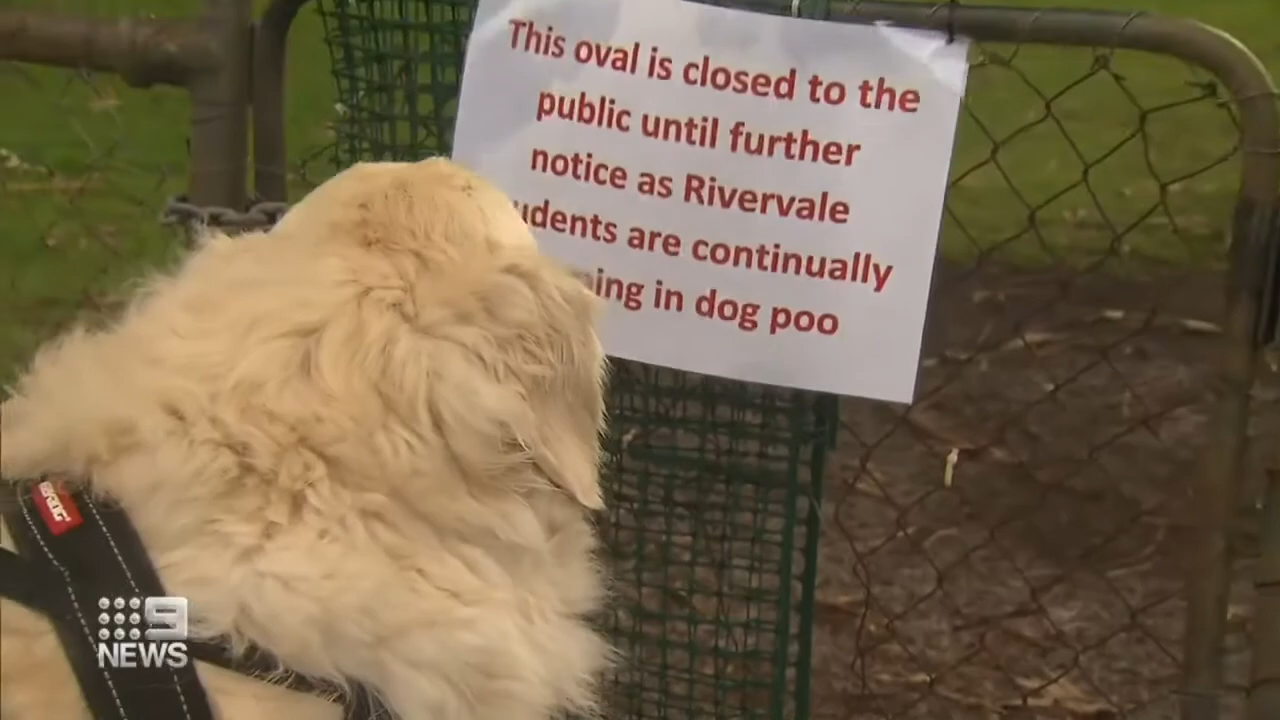 This oval is closed to the
public until further
notice as Rivervale
udents are continually
ing in dog poo
9
NEWS